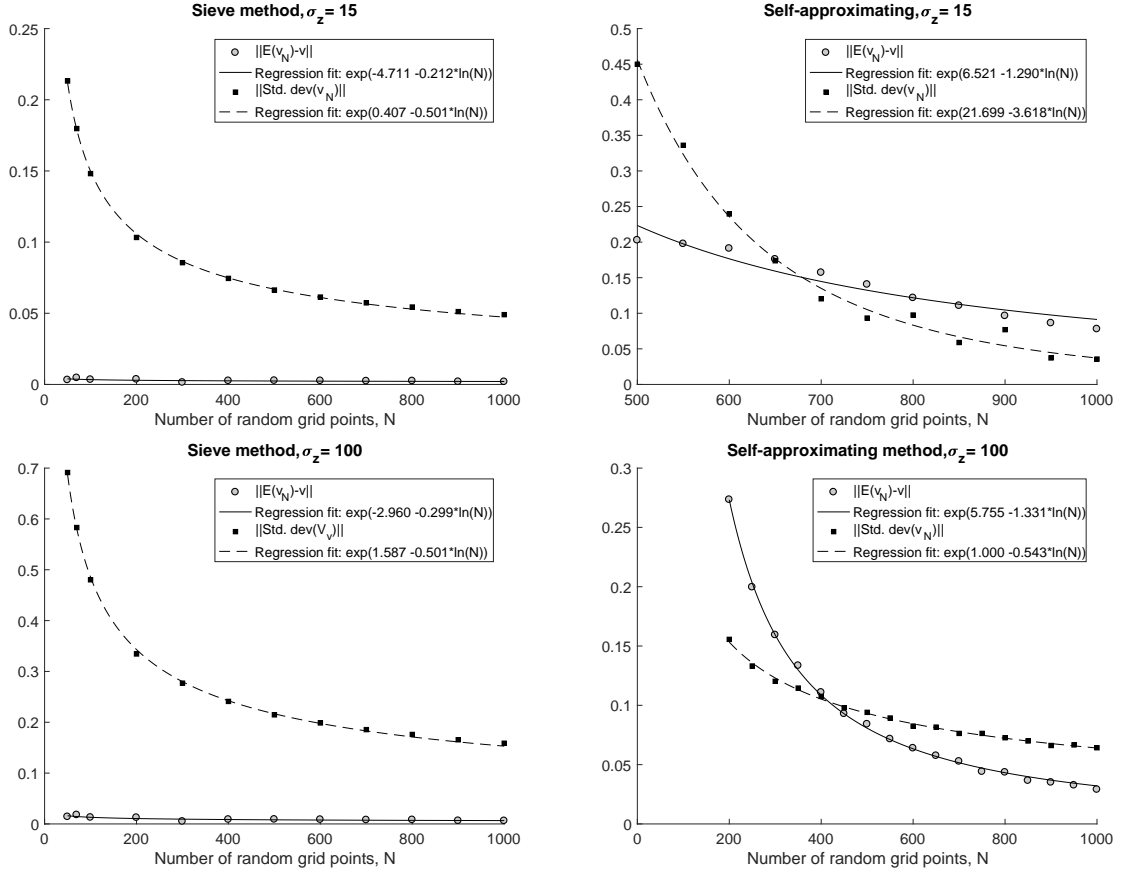 Sieve method, σz= 15
0.25
0.2
0.15
0.1
0.05
0
0 200 400 600 800 1000
Number of random grid points, N
||E(vN)-v||
Regression fit: exp(-4.711 -0.212*ln(N))
||Std. dev(vN)||
Regression fit: exp(0.407 -0.501*ln(N))
Self-approximating, σz= 15
0.5
0.45
0.4
0.35
0.3
0.25
0.2
0.15
0.1
0.05
0
500 600 700 800 900 1000
Number of random grid points, N
||E(vN)-v||
Regression fit: exp(6.521 -1.290*ln(N))
||Std. dev(vN)||
Regression fit: exp(21.699 -3.618*ln(N))
Sieve method, σz= 100
0.7
0.6
0.5
0.4
0.3
0.2
0.1
0
0 200 400 600 800 1000
Number of random grid points, N
||E(vN)-v||
Regression fit: exp(-2.960 -0.299*ln(N))
||Std. dev(Vv)||
Regression fit: exp(1.587 -0.501*ln(N))
Self-approximating method,σz= 100
0.3
0.25
0.2
0.15
0.1
0.05
0
200 400 600 800 1000
Number of random grid points, N
||E(vN)-v||
Regression fit: exp(5.755 -1.331*ln(N))
||Std. dev(vN)||
Regression fit: exp(1.000 -0.543*ln(N))